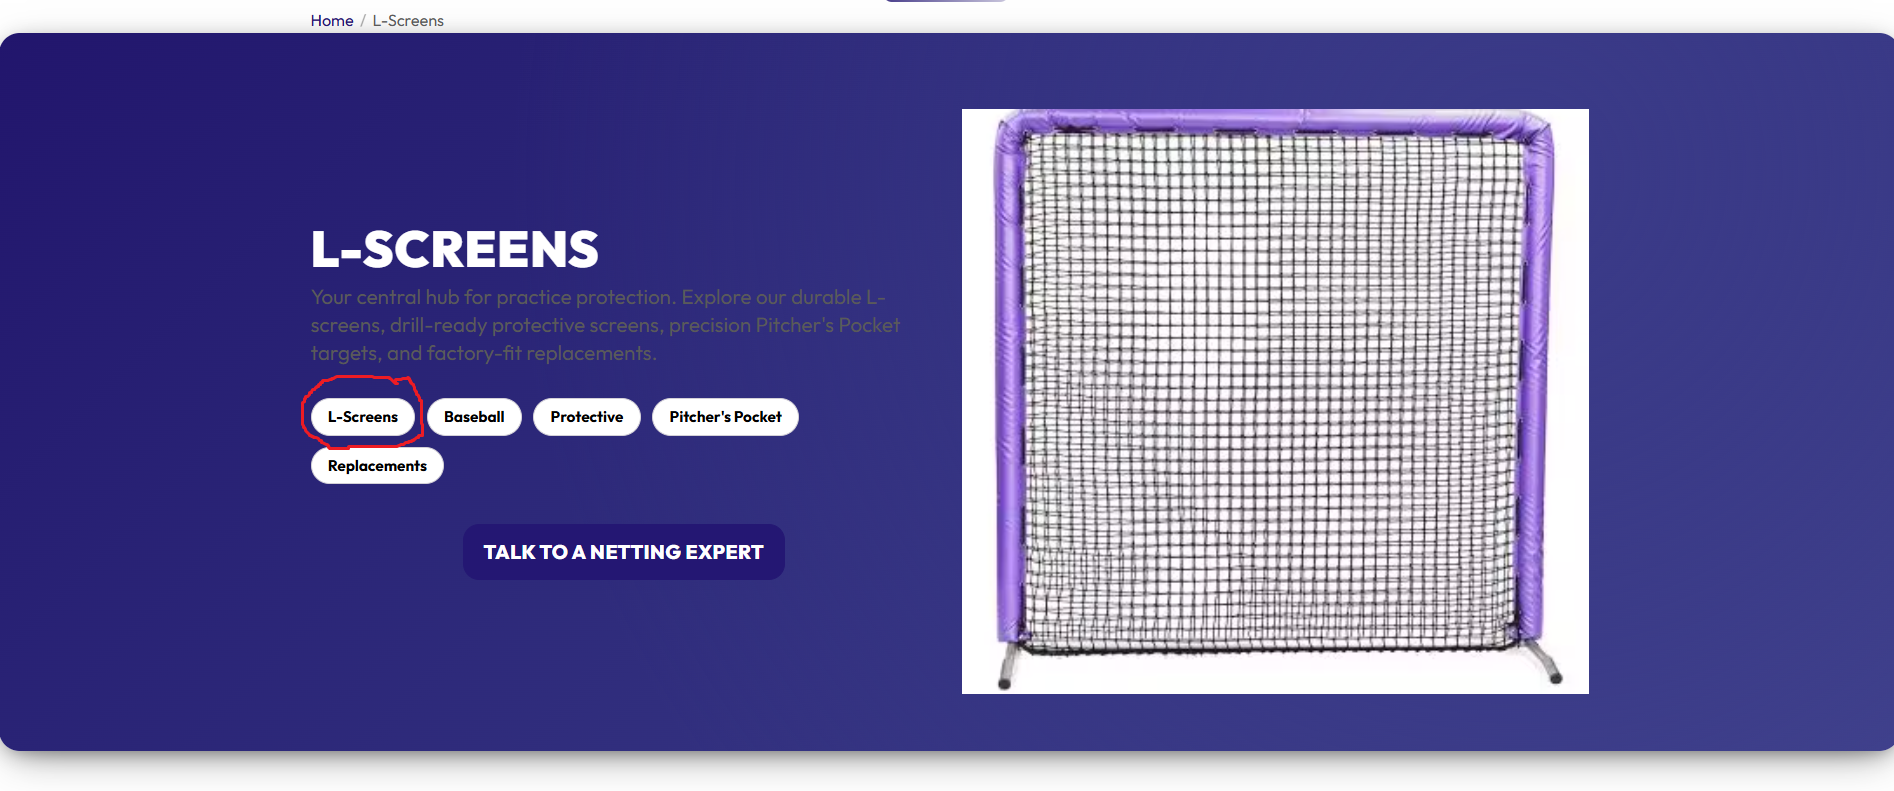 Home / L-Screens
L-SCREENS
Your central hub for practice protection. Explore our durable L-
screens, drill-ready protective screens, precision Pitcher's Pocket
targets, and factory-fit replacements.
L-Screens Baseball Protective Pitcher's Pocket
Replacements
TALK TO A NETTING EXPERT